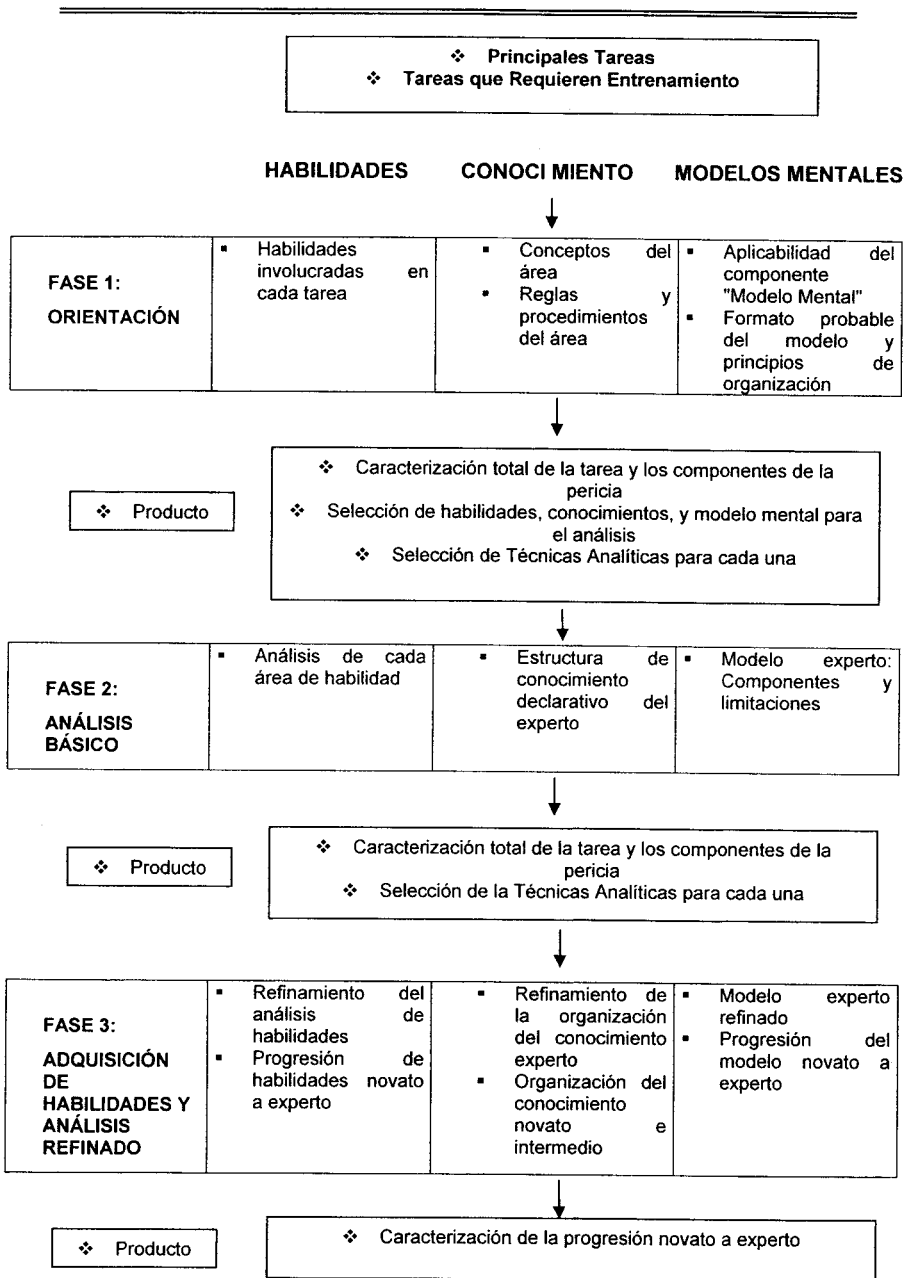 ❖ Principales Tareas
❖ Tareas que Requieren Entrenamiento
HABILIDADES CONOCI MIENTO MODELOS MENTALES
FASE 1:
ORIENTACIÓN
▪ Habilidades
involucradas en
cada tarea
▪ Conceptos del
área
▪ Reglas y
procedimientos
del área
▪ Aplicabilidad del
componente
"Modelo Mental"
▪ Formato probable
del modelo y
principios de
organización
❖ Producto
❖ Caracterización total de la tarea y los componentes de la
pericia
❖ Selección de habilidades, conocimientos, y modelo mental para
el análisis
❖ Selección de Técnicas Analíticas para cada una
FASE 2:
ANÁLISIS
BÁSICO
▪ Análisis de cada
área de habilidad
▪ Estructura de
conocimiento
declarativo del
experto
▪ Modelo experto:
Componentes y
limitaciones
❖ Producto
❖ Caracterización total de la tarea y los componentes de la
pericia
❖ Selección de la Técnicas Analíticas para cada una
FASE 3:
ADQUISICIÓN
DE
HABILIDADES Y
ANÁLISIS
REFINADO
▪ Refinamiento del
análisis de
habilidades
▪ Progresión de
habilidades novato
a experto
▪ Refinamiento de
la organización
del conocimiento
experto
▪ Organización del
conocimiento
novato e
intermedio
▪ Modelo experto
refinado
▪ Progresión del
modelo novato a
experto
❖ Producto
❖ Caracterización de la progresión novato a experto